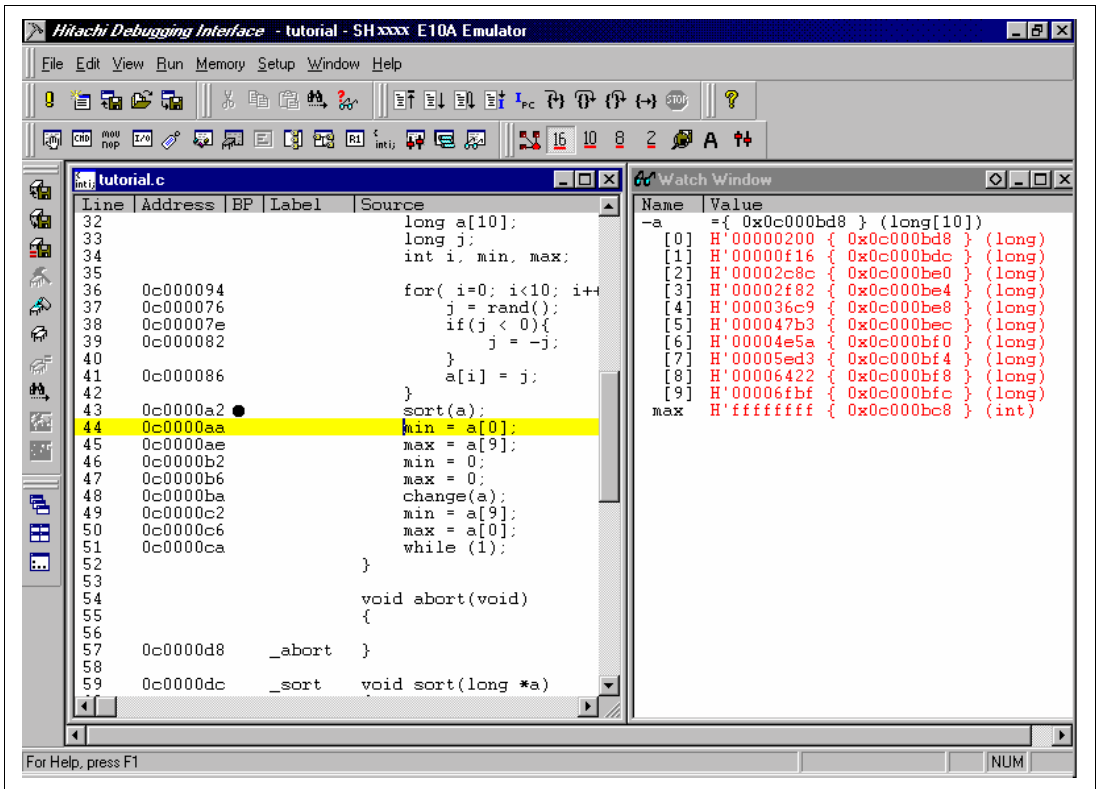 Hitachi Debugging Interface - tutorial - SHxxxx E10A Emulator
File Edit View Run Memory Setup Window Help
tutorial.c
Line Address BP Label Source
32 long a[10];
33 long j;
34 int i, min, max;
35
36 0c000094 for( i=0; i<10; i++
37 0c000076 j = rand();
38 0c00007e if(j < 0){
39 0c000082 j = -j;
40 }
41 0c000086 a[i] = j;
42 }
43 0c0000a2 ● sort(a);
44 0c0000aa min = a[0];
45 0c0000ae max = a[9];
46 0c0000b2 min = 0;
47 0c0000b6 max = 0;
48 0c0000ba change(a);
49 0c0000c2 min = a[9];
50 0c0000c6 max = a[0];
51 0c0000ca while (1);
52 }
53
54 void abort(void)
55 {
56
57 0c0000d8 _abort }
58
59 0c0000dc _sort void sort(long *a)
Watch Window
Name Value
-a ={ 0x0c000bd8 } (long[10])
[0] H'00000200 { 0x0c000bd8 } (long)
[1] H'00000f16 { 0x0c000bdc } (long)
[2] H'00002c8c { 0x0c000be0 } (long)
[3] H'00002f82 { 0x0c000be4 } (long)
[4] H'000036c9 { 0x0c000be8 } (long)
[5] H'000047b3 { 0x0c000bec } (long)
[6] H'00004e5a { 0x0c000bf0 } (long)
[7] H'00005ed3 { 0x0c000bf4 } (long)
[8] H'00006422 { 0x0c000bf8 } (long)
[9] H'00006fbf { 0x0c000bfc } (long)
max H'ffffffff { 0x0c000bc8 } (int)
For Help, press F1
NUM